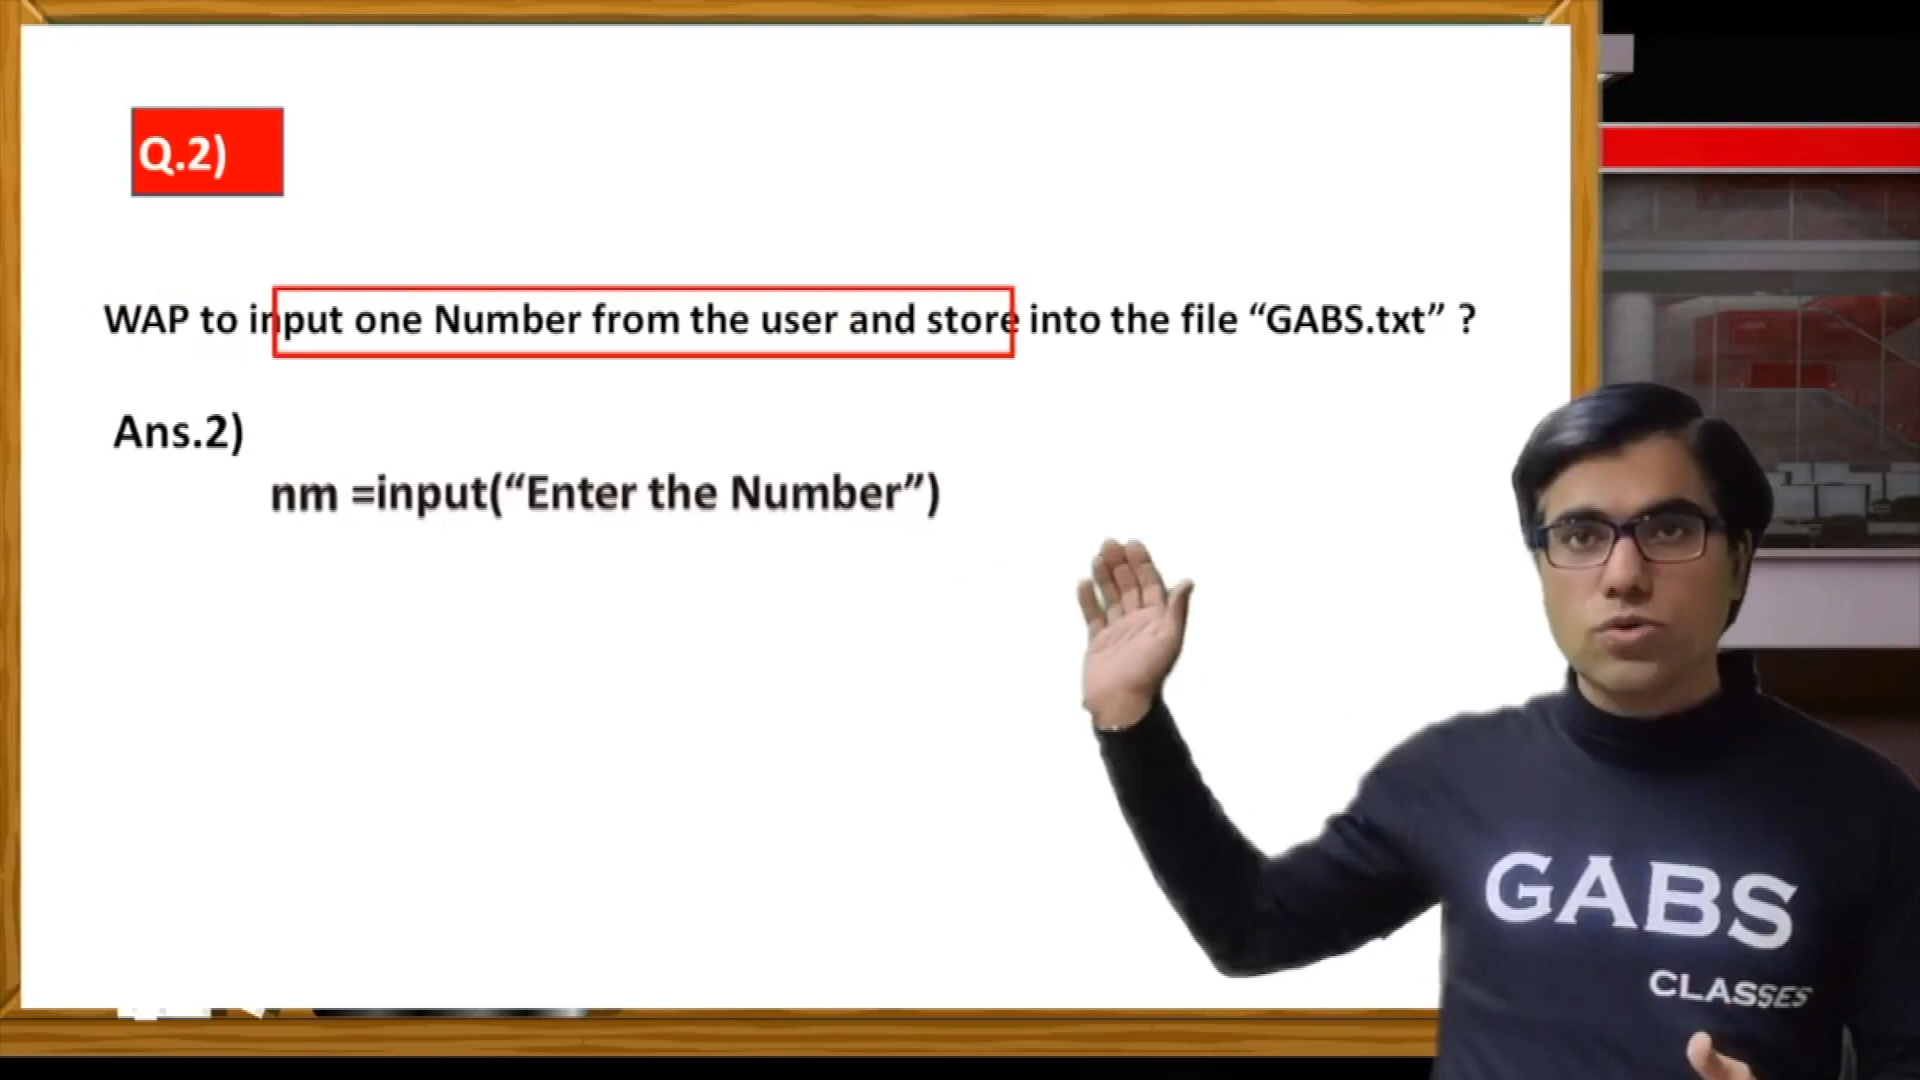 Q.2)
WAP to input one Number from the user and store into the file “GABS.txt” ?
Ans.2)
nm =input(“Enter the Number”)
GABS
CLASSES